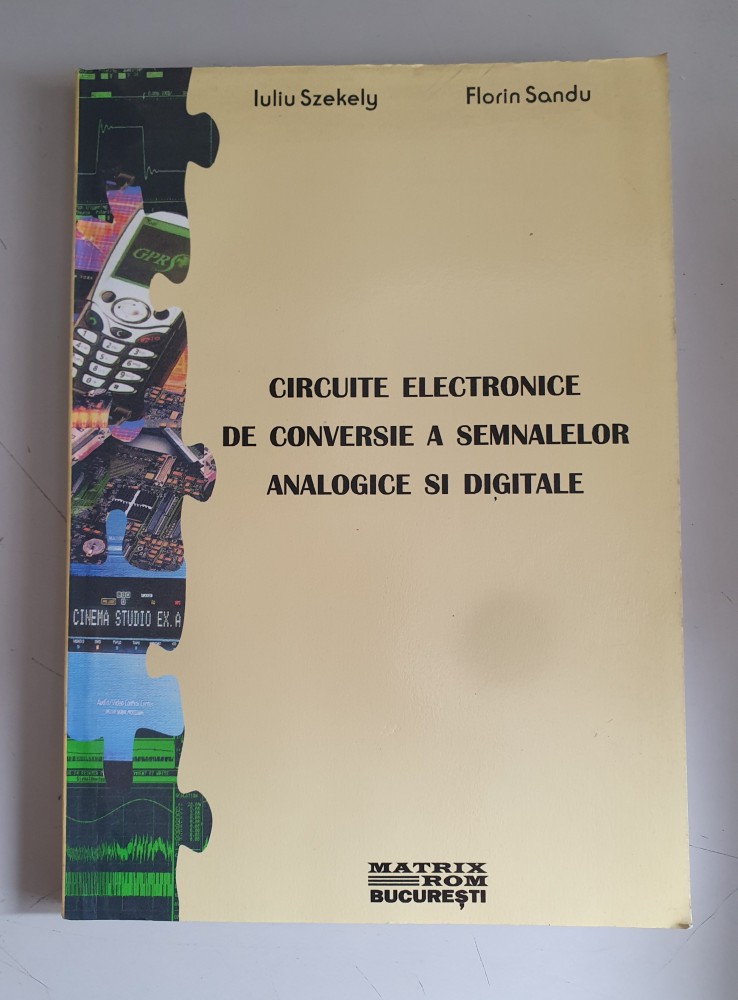 Iuliu Szekely
Florin Sandu
CIRCUITE ELECTRONICE
DE CONVERSIE A SEMNALELOR
ANALOGICE SI DIGITALE
GPRS
CINEMA STUDIO EX.A
MATRIX
ROM
BUCUREȘTI